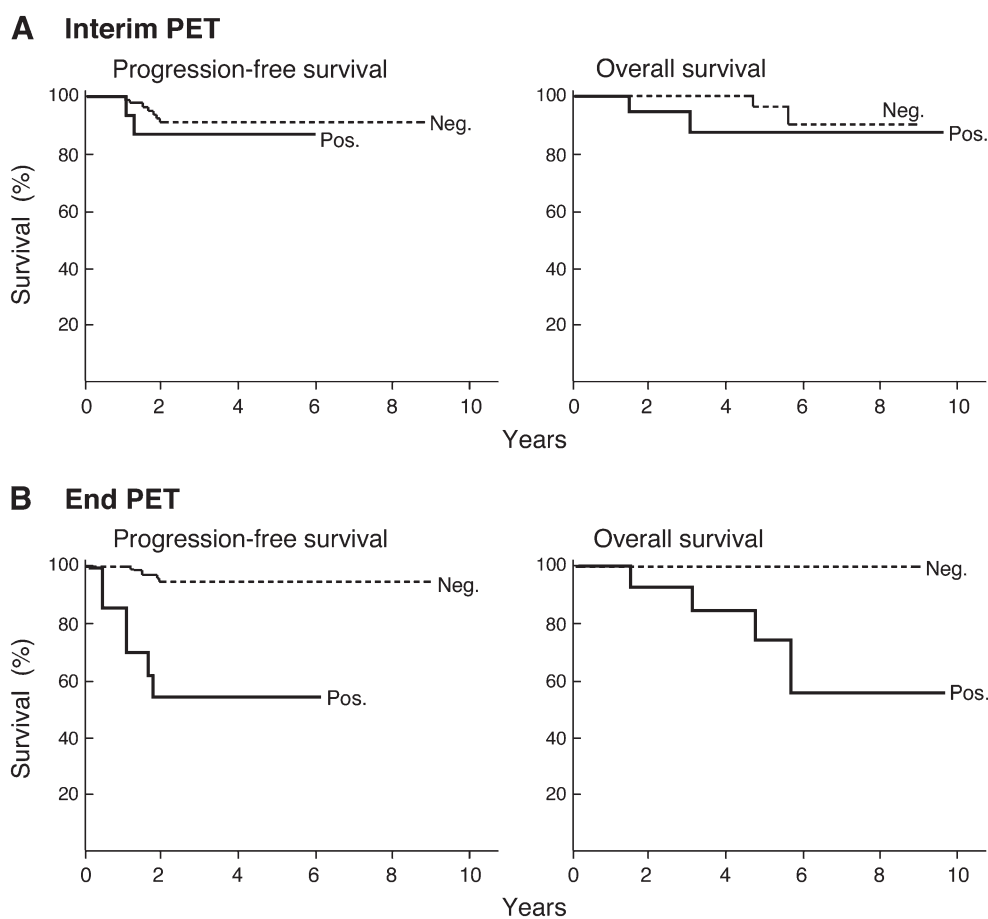 A Interim PET
Progression-free survival
Overall survival
Survival (%)
100
80
60
40
20
0 2 4 6 8 10
Neg.
Pos.
100
80
60
40
20
0 2 4 6 8 10
Neg.
Pos.
Years
B End PET
Progression-free survival
Overall survival
Survival (%)
100
80
60
40
20
0 2 4 6 8 10
Neg.
Pos.
100
80
60
40
20
0 2 4 6 8 10
Neg.
Pos.
Years